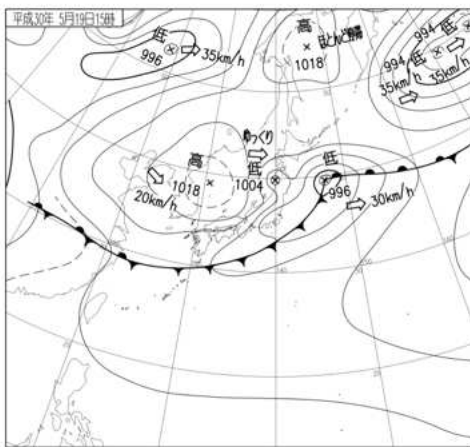 平成30年 5月19日15時
低
996
35km/h
高
1018
ほとんど停滞
994
低
994
低
35km/h
35km/h
高
1018
20km/h
ゆっくり
低
1004
低
996
30km/h